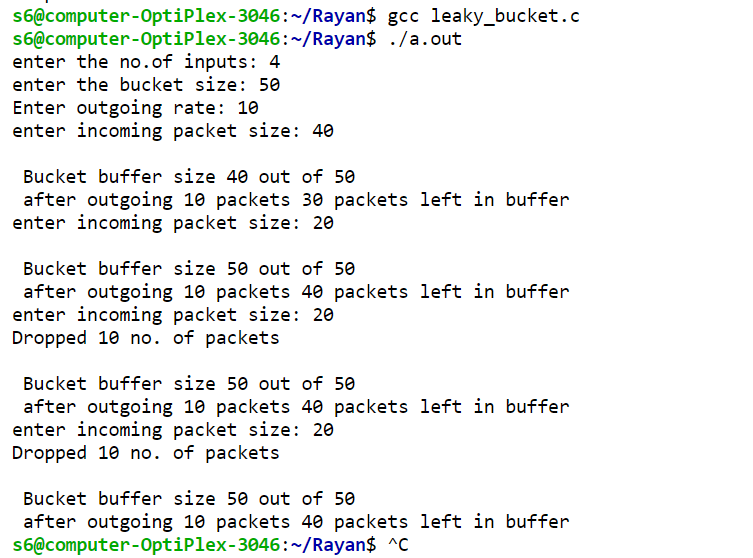 s6@computer-OptiPlex-3046:~/Rayan$ gcc leaky_bucket.c
s6@computer-OptiPlex-3046:~/Rayan$ ./a.out
enter the no.of inputs: 4
enter the bucket size: 50
Enter outgoing rate: 10
enter incoming packet size: 40
Bucket buffer size 40 out of 50
after outgoing 10 packets 30 packets left in buffer
enter incoming packet size: 20
Bucket buffer size 50 out of 50
after outgoing 10 packets 40 packets left in buffer
enter incoming packet size: 20
Dropped 10 no. of packets
Bucket buffer size 50 out of 50
after outgoing 10 packets 40 packets left in buffer
enter incoming packet size: 20
Dropped 10 no. of packets
Bucket buffer size 50 out of 50
after outgoing 10 packets 40 packets left in buffer
s6@computer-OptiPlex-3046:~/Rayan$ ^C